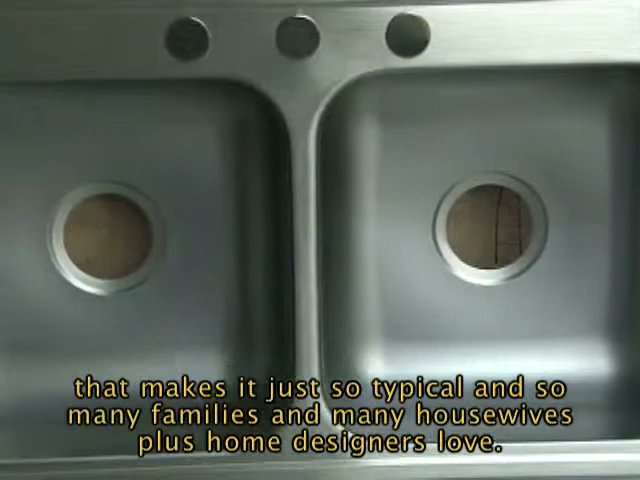 that makes it just so typical and so
many families and many housewives
plus home designers love.